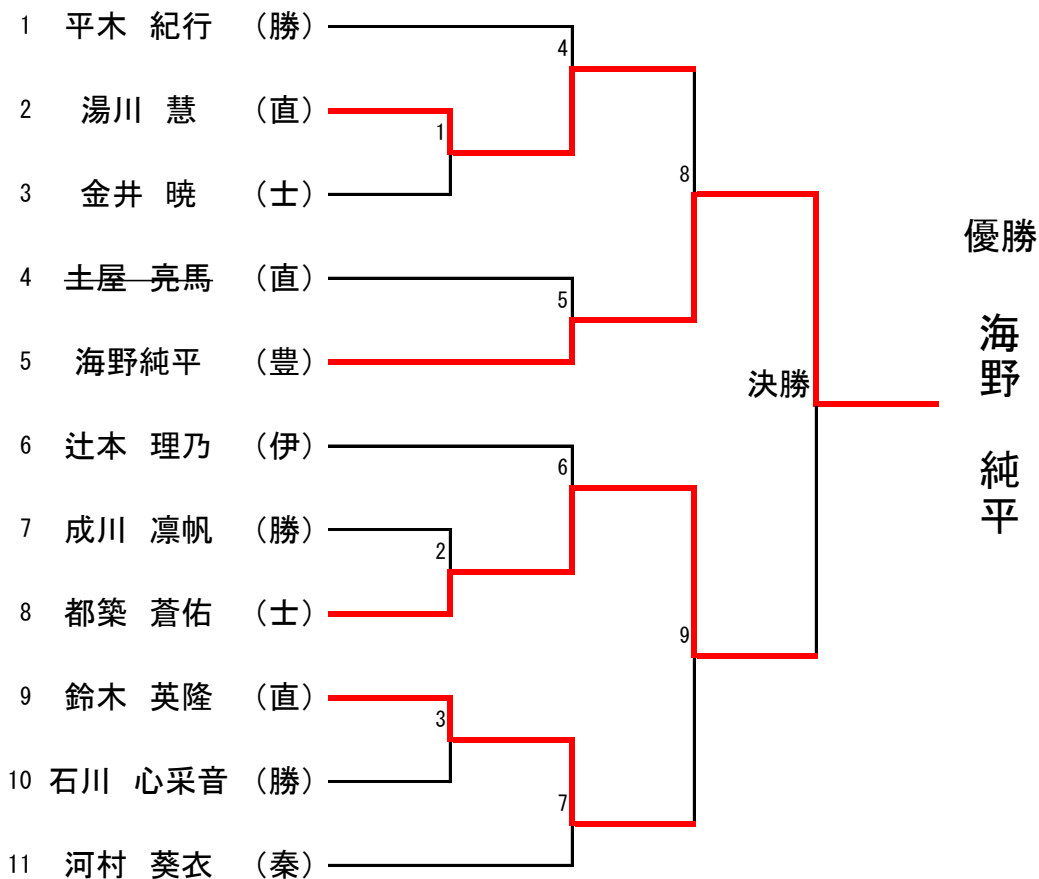 1 平木 紀行 (勝)
2 湯川 慧 (直)
3 金井 暁 (士)
4 土屋 亮馬 (直)
5 海野純平 (豊)
6 辻本 理乃 (伊)
7 成川 凛帆 (勝)
8 都築 蒼佑 (士)
9 鈴木 英隆 (直)
10 石川 心采音 (勝)
11 河村 葵衣 (秦)
1
2
3
4
5
6
7
8
9
決勝
優勝
海野 純平